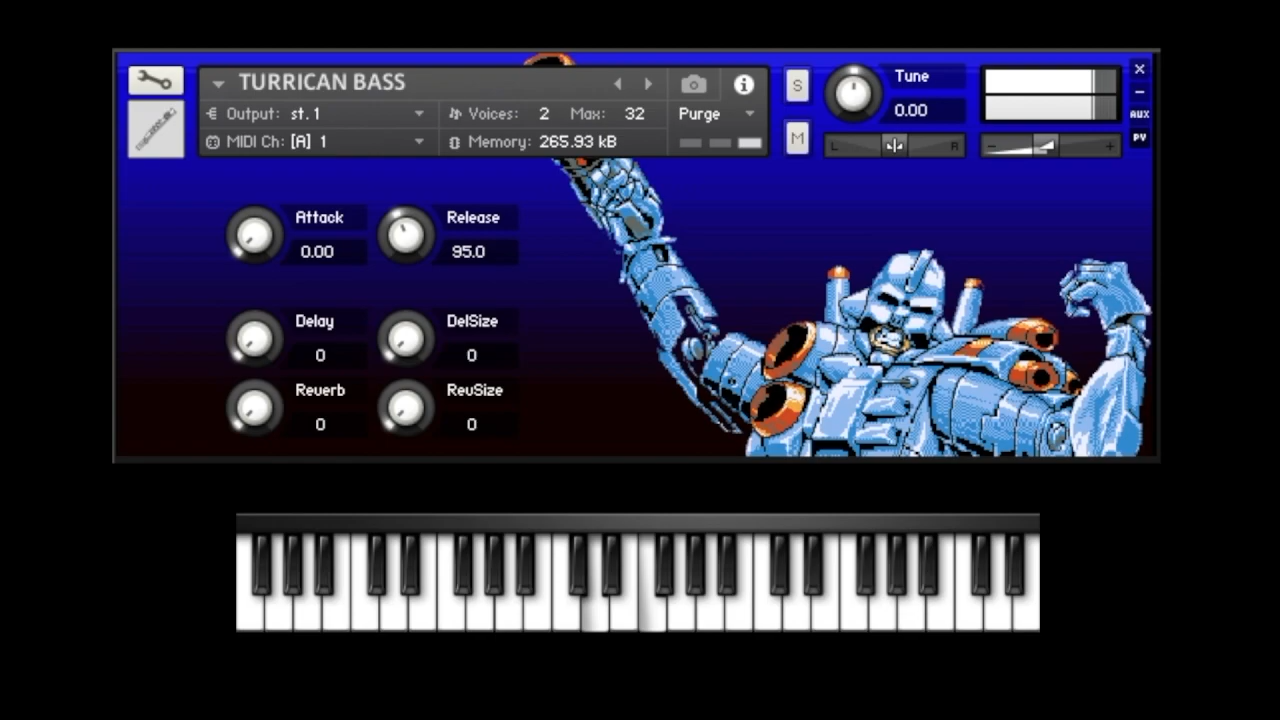 TURRICAN BASS
Output: st.1
Voices: 2 Max: 32
Purge
MIDI Ch: [A] 1
Memory: 265.93 kB
S
M
Tune
0.00
L R
- +
×
–
AUX
PV
Attack
0.00
Release
95.0
Delay
0
DelSize
0
Reverb
0
RevSize
0